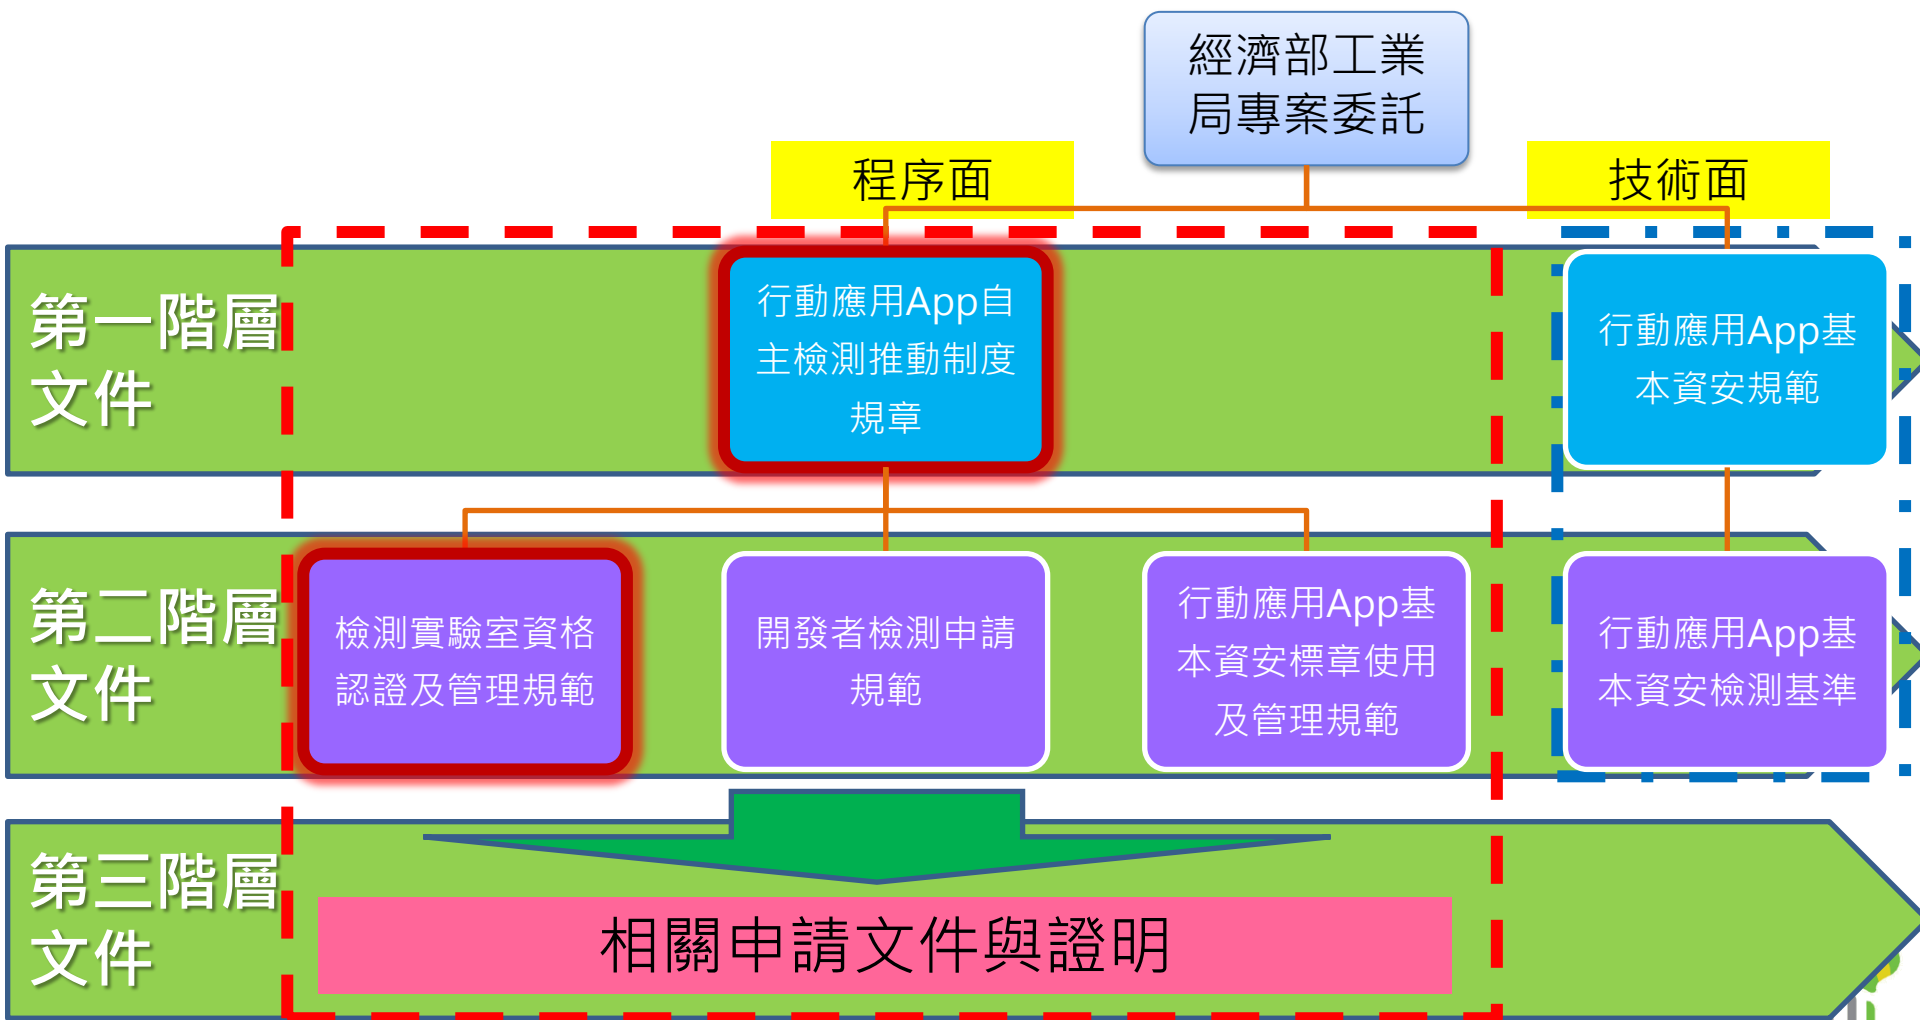 經濟部工業
局專案委託
程序面
技術面
第一階層
文件
行動應用App自
主檢測推動制度
規章
行動應用App基
本資安規範
第二階層
文件
檢測實驗室資格
認證及管理規範
開發者檢測申請
規範
行動應用App基
本資安標章使用
及管理規範
行動應用App基
本資安檢測基準
第三階層
文件
相關申請文件與證明